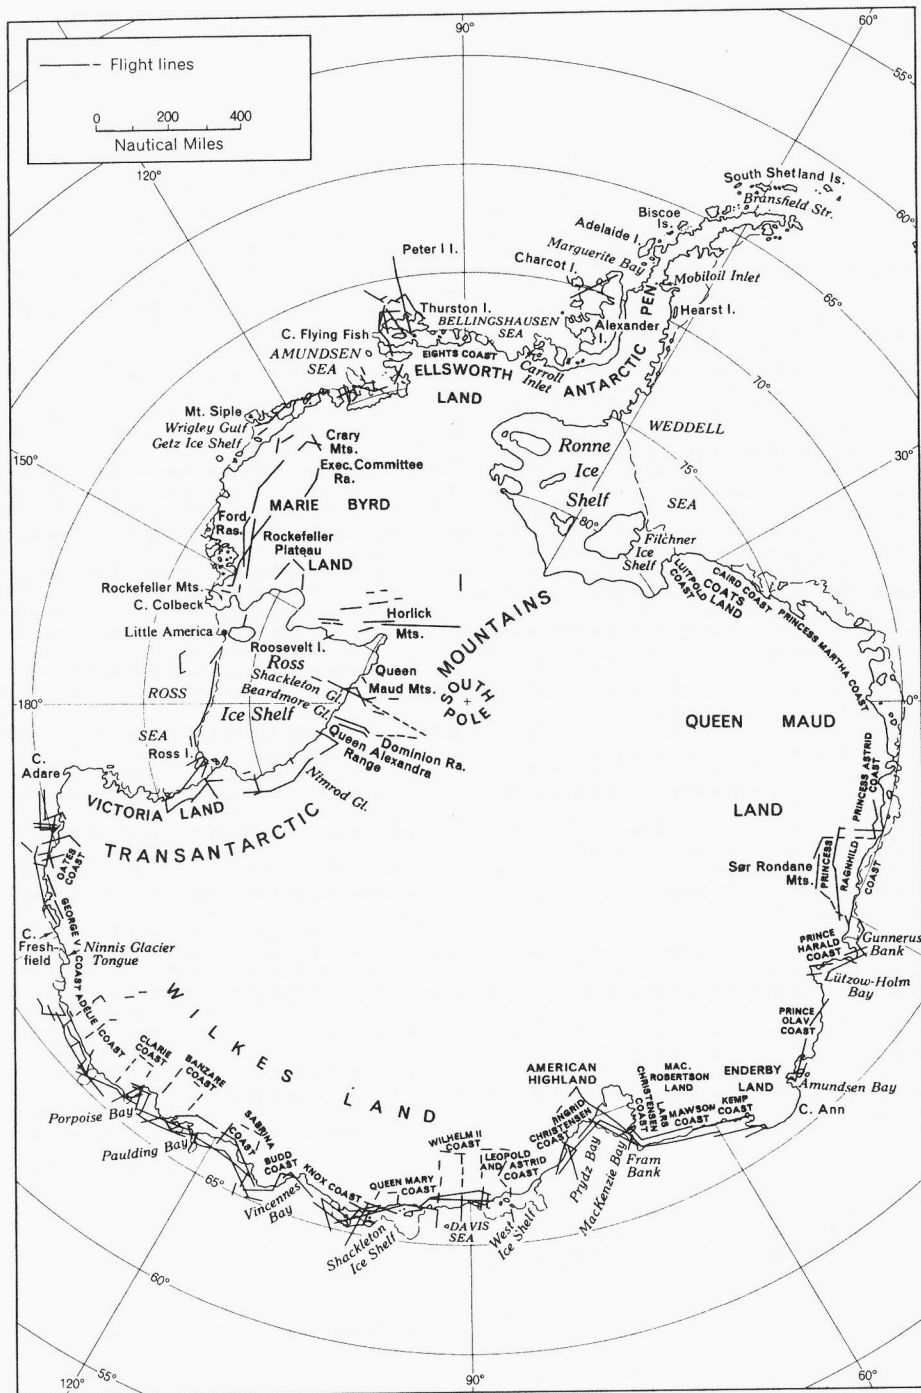 90°
60°
Flight lines
0 200 400
Nautical Miles
55°
120°
South Shetland Is.
Bransfield Str.
60°
Biscoe
Is.
Adelaide I.
Marguerite Bay
Peter I I.
Charcot I.
Mobiloil Inlet
65°
Thurston I.
BELLINGSHAUSEN
SEA
PEN.
Hearst I.
C. Flying Fish
Alexander
I.
AMUNDSEN
SEA
EIGHTS COAST
ELLSWORTH
LAND
Carroll
Inlet
ANTARCTIC
70°
Mt. Siple
Wrigley Gulf
Getz Ice Shelf
WEDDELL
SEA
Crary
Mts.
Ronne
Ice
Shelf
75°
150°
30°
Exec. Committee
Ra.
MARIE BYRD
LAND
80°
Ford
Ras.
Rockefeller
Plateau
Filchner
Ice
Shelf
LUITPOLD
COAST
COATS
LAND
CAIRD COAST
Rockefeller Mts.
C. Colbeck
PRINCESS MARTHA COAST
Horlick
Mts.
Little America
Roosevelt I.
MOUNTAINS
Ross
Ice Shelf
Shackleton Gl.
Beardmore Gl.
Queen
Maud Mts.
SOUTH
POLE
ROSS
SEA
180°
0°
QUEEN MAUD
LAND
Dominion Ra.
Queen Alexandra
Range
Ross I.
Nimrod Gl.
C.
Adare
VICTORIA LAND
PRINCESS ASTRID
COAST
TRANSANTARCTIC
OATES
COAST
Sør Rondane
Mts.
PRINCESS
RAGNHILD
COAST
GEORGE V
COAST
C.
Fresh-
field
Ninnis Glacier
Tongue
PRINCE
HARALD
COAST
Gunnerus
Bank
Lützow-Holm
Bay
ADÉLIE
COAST
WILKES LAND
PRINCE
OLAV
COAST
CLARIE
COAST
BANZARE
COAST
AMERICAN
HIGHLAND
MAC.
ROBERTSON
LAND
ENDERBY
LAND
Amundsen Bay
Porpoise Bay
LARS
CHRISTENSEN
COAST
MAWSON
COAST
KEMP
COAST
C. Ann
Paulding Bay
SABRINA
COAST
WILHELM II
COAST
INGRID
CHRISTENSEN
COAST
BUDD
COAST
LEOPOLD
AND ASTRID
COAST
Prydz Bay
MacKenzie Bay
Fram
Bank
65°
Vincennes
Bay
KNOX COAST
QUEEN MARY
COAST
Shackleton
Ice Shelf
DAVIS
SEA
West
Ice Shelf
60°
120°
55°
90°
60°